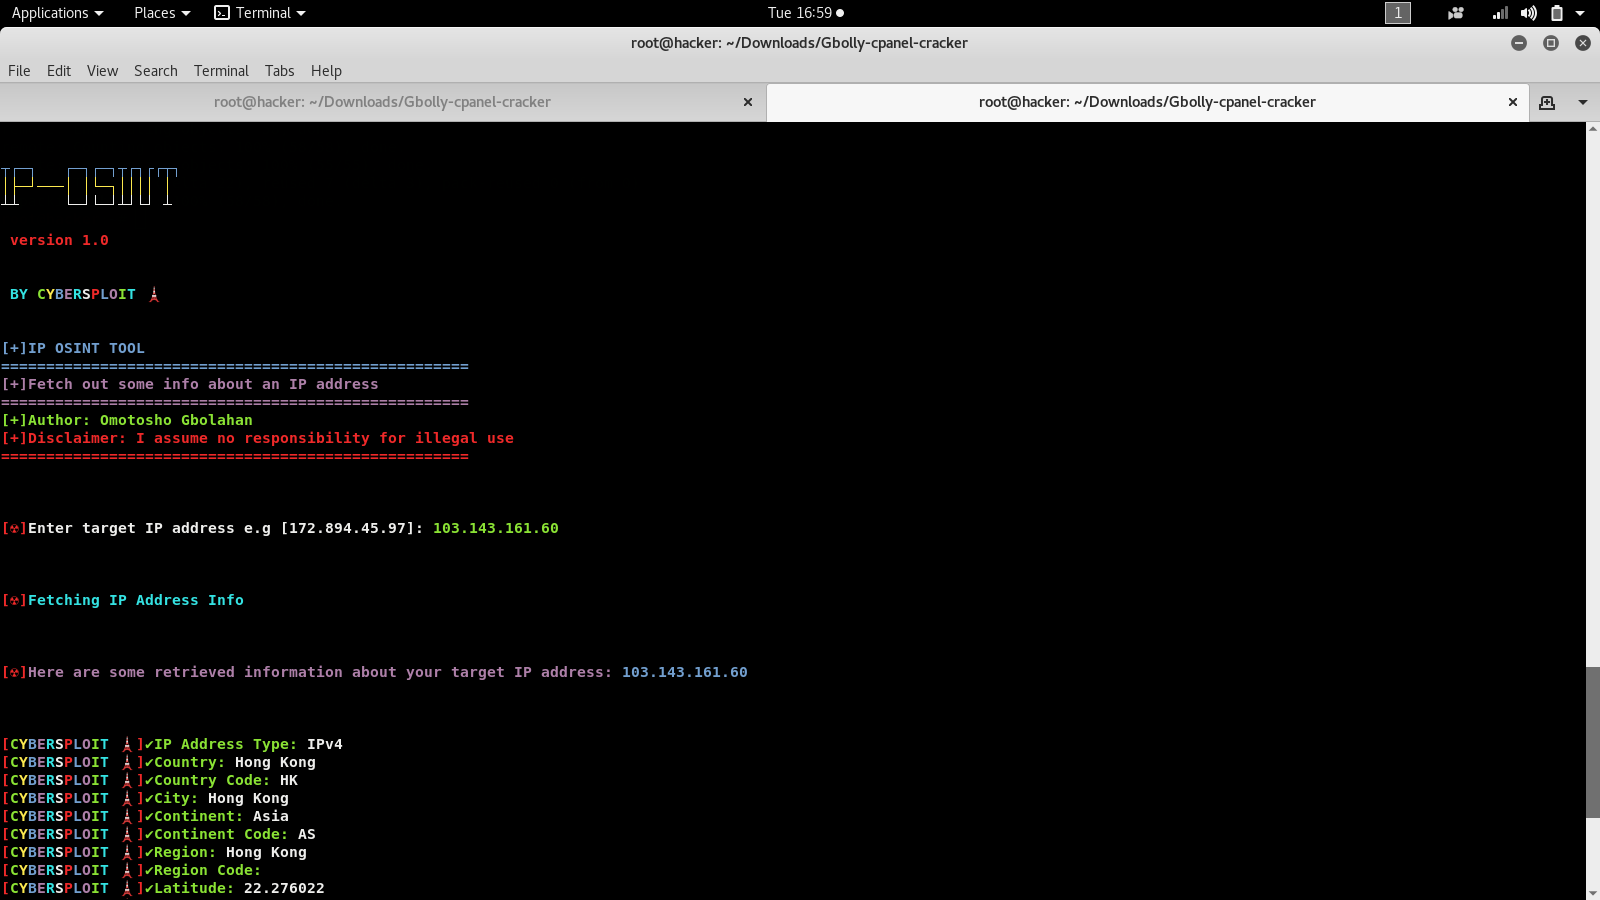 Applications Places Terminal Tue 16:59 1
root@hacker: ~/Downloads/Gbolly-cpanel-cracker
File Edit View Search Terminal Tabs Help
root@hacker: ~/Downloads/Gbolly-cpanel-cracker root@hacker: ~/Downloads/Gbolly-cpanel-cracker
IP-OSINT
version 1.0
BY CYBERSPLOIT 🗼
[+]IP OSINT TOOL
====================================================
[+]Fetch out some info about an IP address
====================================================
[+]Author: Omotosho Gbolahan
[+]Disclaimer: I assume no responsibility for illegal use
====================================================
[☢]Enter target IP address e.g [172.894.45.97]: 103.143.161.60
[☢]Fetching IP Address Info
[☢]Here are some retrieved information about your target IP address: 103.143.161.60
[CYBERSPLOIT 🗼]✔IP Address Type: IPv4
[CYBERSPLOIT 🗼]✔Country: Hong Kong
[CYBERSPLOIT 🗼]✔Country Code: HK
[CYBERSPLOIT 🗼]✔City: Hong Kong
[CYBERSPLOIT 🗼]✔Continent: Asia
[CYBERSPLOIT 🗼]✔Continent Code: AS
[CYBERSPLOIT 🗼]✔Region: Hong Kong
[CYBERSPLOIT 🗼]✔Region Code:
[CYBERSPLOIT 🗼]✔Latitude: 22.276022